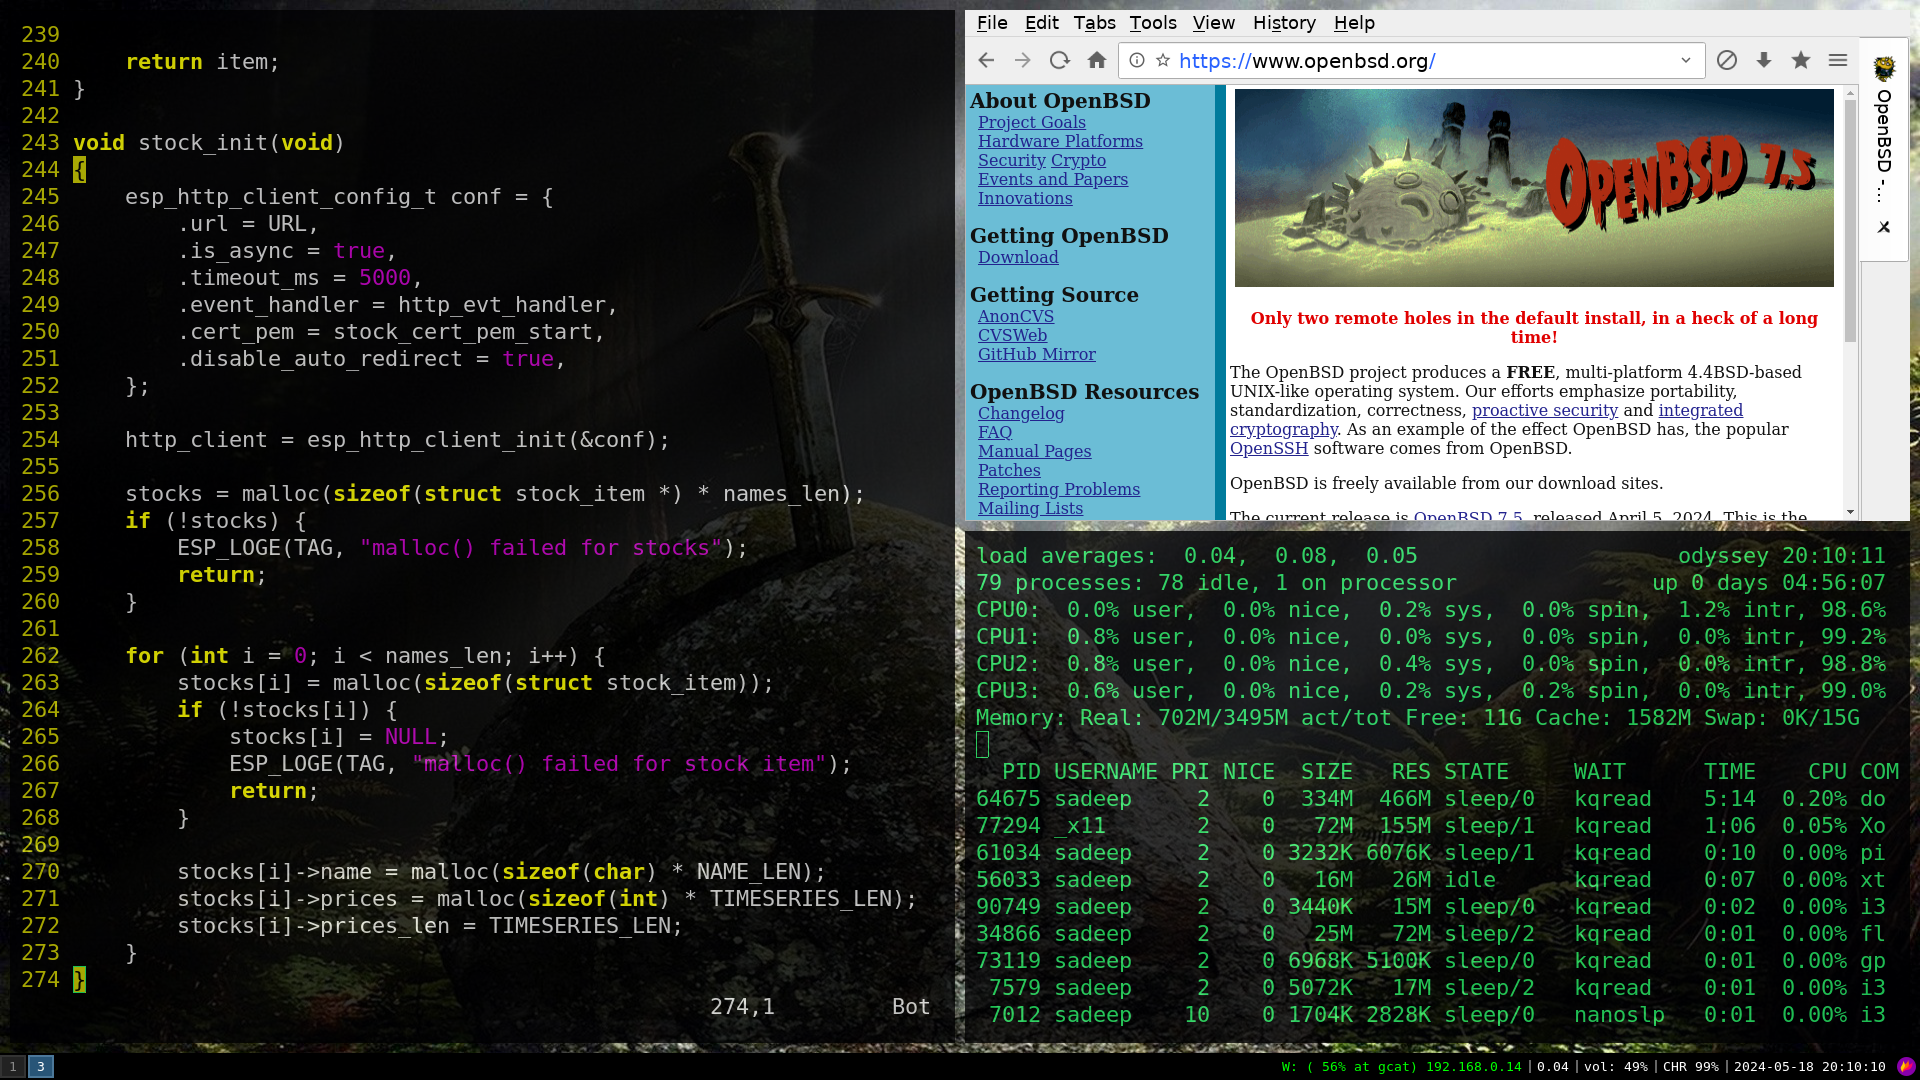 239
240     return item;
241 }
242
243 void stock_init(void)
244 {
245     esp_http_client_config_t conf = {
246         .url = URL,
247         .is_async = true,
248         .timeout_ms = 5000,
249         .event_handler = http_evt_handler,
250         .cert_pem = stock_cert_pem_start,
251         .disable_auto_redirect = true,
252     };
253
254     http_client = esp_http_client_init(&conf);
255
256     stocks = malloc(sizeof(struct stock_item *) * names_len);
257     if (!stocks) {
258         ESP_LOGE(TAG, "malloc() failed for stocks");
259         return;
260     }
261
262     for (int i = 0; i < names_len; i++) {
263         stocks[i] = malloc(sizeof(struct stock_item));
264         if (!stocks[i]) {
265             stocks[i] = NULL;
266             ESP_LOGE(TAG, "malloc() failed for stock item");
267             return;
268         }
269
270         stocks[i]->name = malloc(sizeof(char) * NAME_LEN);
271         stocks[i]->prices = malloc(sizeof(int) * TIMESERIES_LEN);
272         stocks[i]->prices_len = TIMESERIES_LEN;
273     }
274 }
274,1 Bot
File Edit Tabs Tools View History Help
https://www.openbsd.org/
OpenBSD -...
About OpenBSD
Project Goals
Hardware Platforms
Security Crypto
Events and Papers
Innovations
Getting OpenBSD
Download
Getting Source
AnonCVS
CVSWeb
GitHub Mirror
OpenBSD Resources
Changelog
FAQ
Manual Pages
Patches
Reporting Problems
Mailing Lists
OpenBSD 7.5
Only two remote holes in the default install, in a heck of a long
time!
The OpenBSD project produces a FREE, multi-platform 4.4BSD-based
UNIX-like operating system. Our efforts emphasize portability,
standardization, correctness, proactive security and integrated
cryptography. As an example of the effect OpenBSD has, the popular
OpenSSH software comes from OpenBSD.
OpenBSD is freely available from our download sites.
The current release is OpenBSD 7.5, released April 5, 2024. This is the
load averages:  0.04,  0.08,  0.05 odyssey 20:10:11
79 processes: 78 idle, 1 on processor up 0 days 04:56:07
CPU0:  0.0% user,  0.0% nice,  0.2% sys,  0.0% spin,  1.2% intr, 98.6%
CPU1:  0.8% user,  0.0% nice,  0.0% sys,  0.0% spin,  0.0% intr, 99.2%
CPU2:  0.8% user,  0.0% nice,  0.4% sys,  0.0% spin,  0.0% intr, 98.8%
CPU3:  0.6% user,  0.0% nice,  0.2% sys,  0.2% spin,  0.0% intr, 99.0%
Memory: Real: 702M/3495M act/tot Free: 11G Cache: 1582M Swap: 0K/15G
PID USERNAME PRI NICE  SIZE   RES STATE     WAIT      TIME    CPU COM
64675 sadeep     2    0  334M  466M sleep/0   kqread    5:14  0.20% do
77294 _x11       2    0   72M  155M sleep/1   kqread    1:06  0.05% Xo
61034 sadeep     2    0 3232K 6076K sleep/1   kqread    0:10  0.00% pi
56033 sadeep     2    0   16M   26M idle      kqread    0:07  0.00% xt
90749 sadeep     2    0 3440K   15M sleep/0   kqread    0:02  0.00% i3
34866 sadeep     2    0   25M   72M sleep/2   kqread    0:01  0.00% fl
73119 sadeep     2    0 6968K 5100K sleep/0   kqread    0:01  0.00% gp
7579 sadeep     2    0 5072K   17M sleep/2   kqread    0:01  0.00% i3
7012 sadeep    10    0 1704K 2828K sleep/0   nanoslp   0:01  0.00% i3
1 3 W: ( 56% at gcat) 192.168.0.14 | 0.04 | vol: 49% | CHR 99% | 2024-05-18 20:10:10